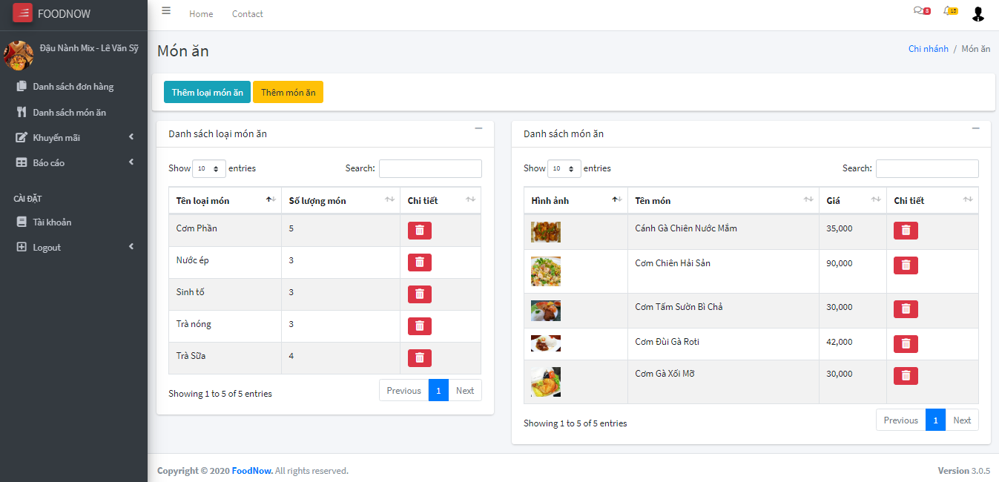 FOODNOW
Home
Contact
3
15
Đậu Nành Mix - Lê Văn Sỹ
Danh sách đơn hàng
Danh sách món ăn
Khuyến mãi
Báo cáo
CÀI ĐẶT
Tài khoản
Logout
Món ăn
Chi nhánh / Món ăn
Thêm loại món ăn
Thêm món ăn
Danh sách loại món ăn
Show 10 entries
Search:
Tên loại món Số lượng món Chi tiết
Cơm Phần 5
Nước ép 3
Sinh tố 3
Trà nóng 3
Trà Sữa 4
Showing 1 to 5 of 5 entries
Previous 1 Next
Danh sách món ăn
Show 10 entries
Search:
Hình ảnh Tên món Giá Chi tiết
Cánh Gà Chiên Nước Mắm 35,000
Cơm Chiên Hải Sản 90,000
Cơm Tấm Sườn Bì Chả 30,000
Cơm Đùi Gà Roti 42,000
Cơm Gà Xối Mỡ 30,000
Showing 1 to 5 of 5 entries
Previous 1 Next
Copyright © 2020 FoodNow. All rights reserved.
Version 3.0.5